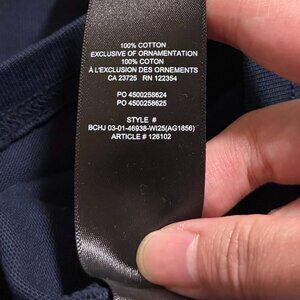 100% COTTON
EXCLUSIVE OF ORNAMENTATION
100% COTON
À L'EXCLUSION DES ORNEMENTS
CA 23725 RN 122354
PO 4500258624
PO 4500258625
STYLE #
BCHJ 03-01-46938-WI25(AG1856)
ARTICLE # 126102